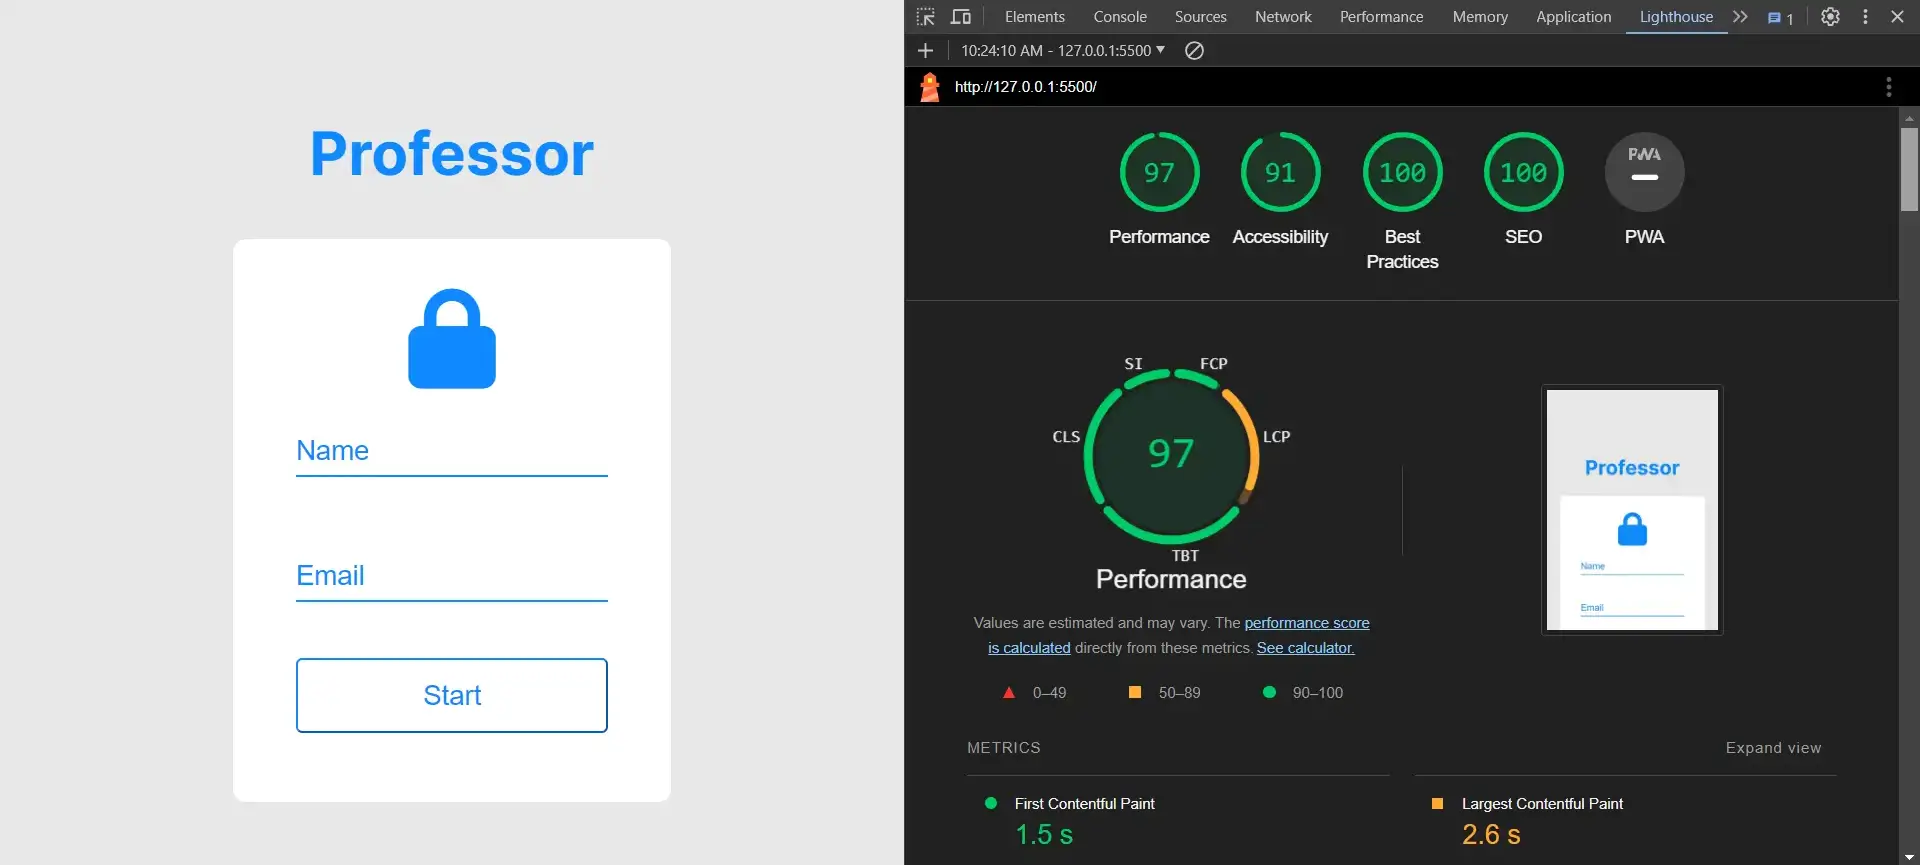 Professor
Name
Email
Start
Elements Console Sources Network Performance Memory Application Lighthouse 1
10:24:10 AM - 127.0.0.1:5500
http://127.0.0.1:5500/
97 91 100 100 PWA
Performance Accessibility Best Practices SEO PWA
SI FCP
CLS 97 LCP
TBT
Performance
Values are estimated and may vary. The performance score
is calculated directly from these metrics. See calculator.
0–49 50–89 90–100
Professor
Name
Email
METRICS Expand view
First Contentful Paint Largest Contentful Paint
1.5 s 2.6 s